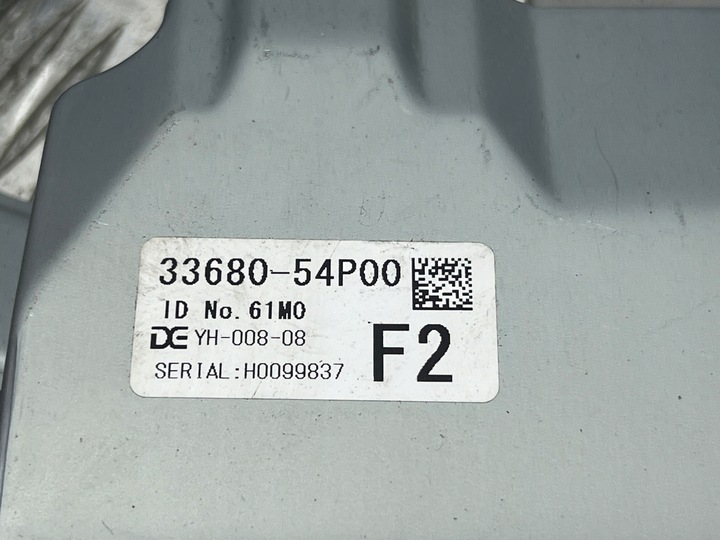 33680-54P00
ID No. 61M0
DE YH-008-08
F2
SERIAL:H0099837